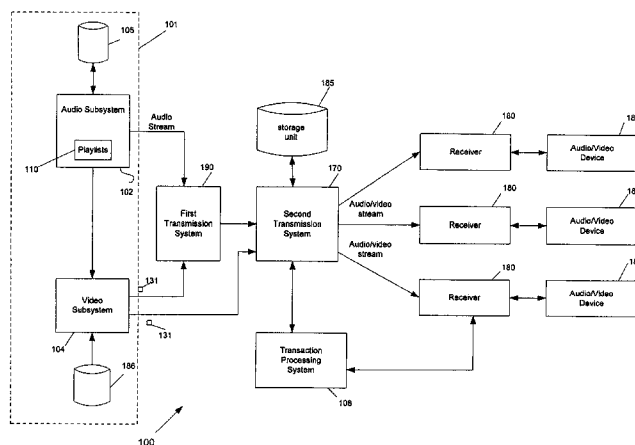 105
101
Audio Subsystem
Playlists
110
102
Audio
Stream
185
storage
unit
190
First
Transmission
System
170
Second
Transmission
System
Audio/video
stream
Audio/video
stream
180
Receiver
Audio/Video
Device
180
Receiver
Audio/Video
Device
180
Receiver
Audio/Video
Device
131
131
Video
Subsystem
104
186
Transaction
Processing
System
108
100